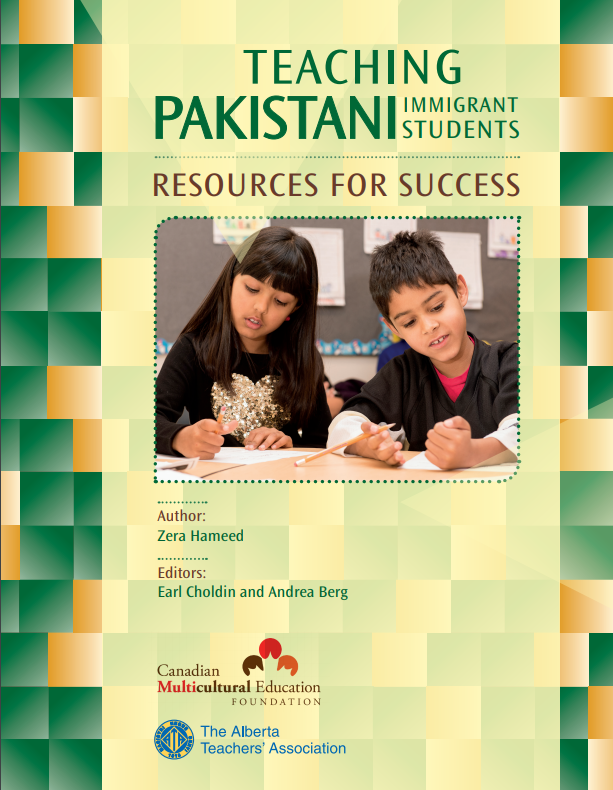 TEACHING
PAKISTANI IMMIGRANT
STUDENTS
RESOURCES FOR SUCCESS
Author:
Zera Hameed
Editors:
Earl Choldin and Andrea Berg
Canadian
Multicultural Education
FOUNDATION
The Alberta
Teachers' Association